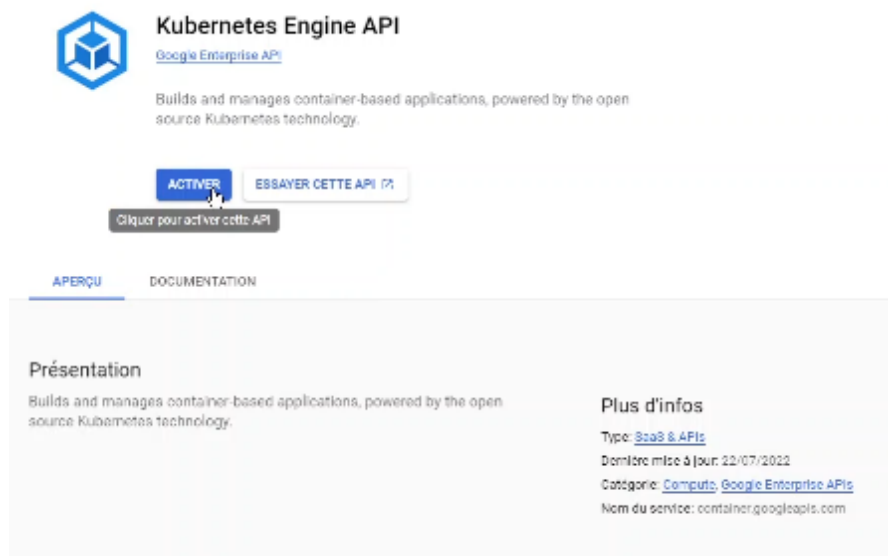 Kubernetes Engine API
Google Enterprise API
Builds and manages container-based applications, powered by the open
source Kubernetes technology.
ACTIVER
ESSAYER CETTE API
Cliquer pour activer cette API
APERÇU
DOCUMENTATION
Présentation
Builds and manages container-based applications, powered by the open
source Kubernetes technology.
Plus d'infos
Type: SaaS & APIs
Dernière mise à jour: 22/07/2022
Catégorie: Compute, Google Enterprise APIs
Nom du service: container.googleapis.com